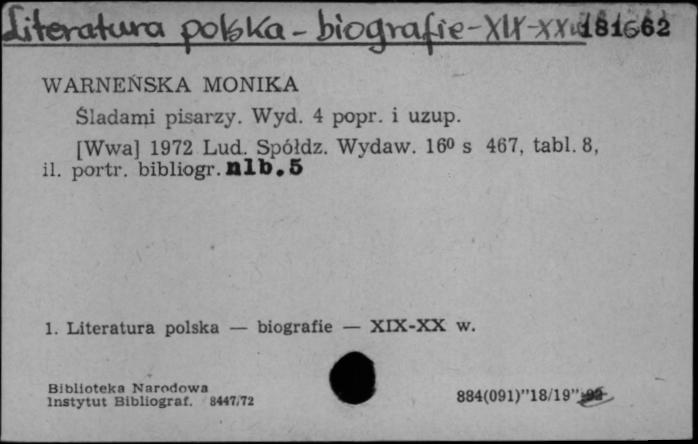 Literatura polska - biografie - XIX-XX w. 181662
WARNEŃSKA MONIKA
Śladami pisarzy. Wyd. 4 popr. i uzup.
[Wwa] 1972 Lud. Spółdz. Wydaw. 16⁰ s 467, tabl. 8,
il. portr. bibliogr. nlb.5
1. Literatura polska — biografie — XIX-XX w.
Biblioteka Narodowa
Instytut Bibliograf. 8447/72
884(091)"18/19"